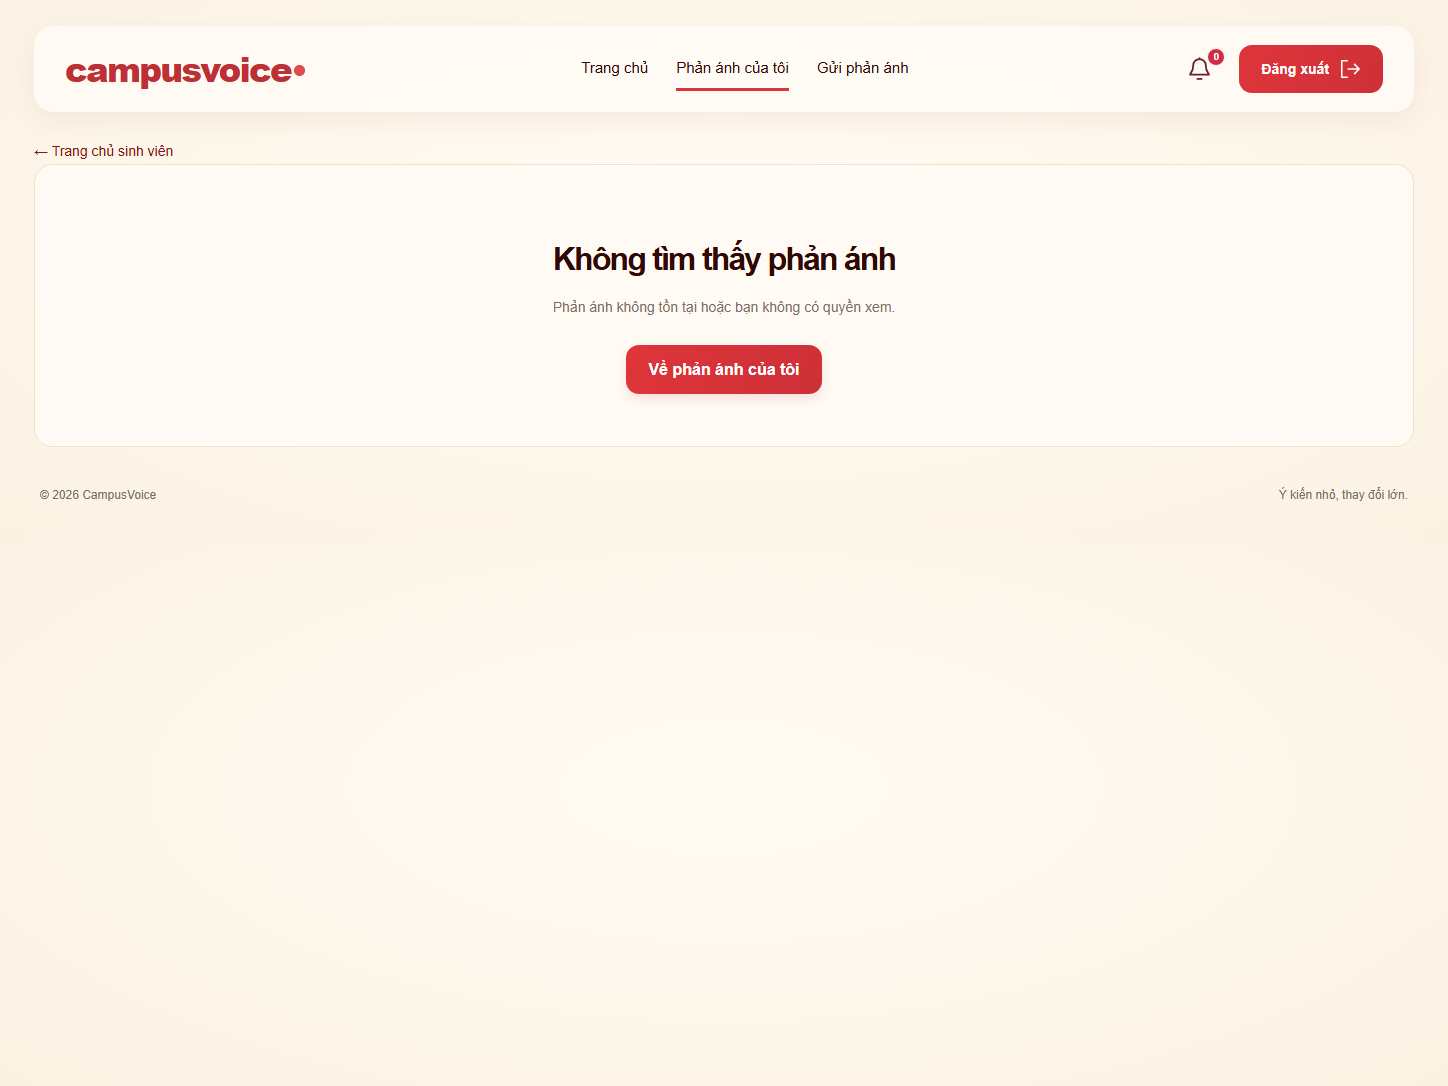 campusvoice
Trang chủ
Phản ánh của tôi
Gửi phản ánh
0
Đăng xuất
← Trang chủ sinh viên
Không tìm thấy phản ánh
Phản ánh không tồn tại hoặc bạn không có quyền xem.
Về phản ánh của tôi
© 2026 CampusVoice
Ý kiến nhỏ, thay đổi lớn.